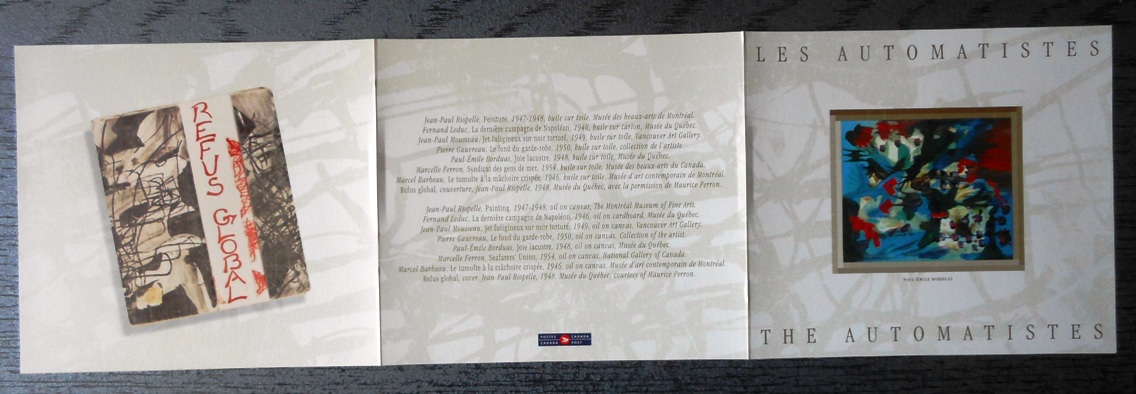 REFUS GLOBAL
Jean-Paul Riopelle, Peinture, 1947-1948, huile sur toile, Musée des beaux-arts de Montréal.
Fernand Leduc, La dernière campagne de Napoléon, 1946, huile sur carton, Musée du Québec.
Jean-Paul Mousseau, Jet fuligineux sur noir torturé, 1949, huile sur toile, Vancouver Art Gallery.
Pierre Gauvreau, Le fond du garde-robe, 1950, huile sur toile, collection de l'artiste.
Paul-Émile Borduas, Joie lacustre, 1948, huile sur toile, Musée du Québec.
Marcelle Ferron, Syndicat des gens de mer, 1954, huile sur toile, Musée des beaux-arts du Canada.
Marcel Barbeau, Le tumulte à la mâchoire crispée, 1946, huile sur toile, Musée d'art contemporain de Montréal.
Refus global, couverture, Jean-Paul Riopelle, 1948, Musée du Québec, avec la permission de Maurice Perron.
Jean-Paul Riopelle, Painting, 1947-1948, oil on canvas, The Montréal Museum of Fine Arts.
Fernand Leduc, La dernière campagne de Napoléon, 1946, oil on cardboard, Musée du Québec.
Jean-Paul Mousseau, Jet fuligineux sur noir torturé, 1949, oil on canvas, Vancouver Art Gallery.
Pierre Gauvreau, Le fond du garde-robe, 1950, oil on canvas, Collection of the artist.
Paul-Émile Borduas, Joie lacustre, 1948, oil on canvas, Musée du Québec.
Marcelle Ferron, Seafarers' Union, 1954, oil on canvas, National Gallery of Canada.
Marcel Barbeau, Le tumulte à la mâchoire crispée, 1946, oil on canvas, Musée d'art contemporain de Montréal
Refus global, cover, Jean-Paul Riopelle, 1948, Musée du Québec, courtesy of Maurice Perron.
POSTES CANADA
CANADA POST
LES AUTOMATISTES
PAUL-ÉMILE BORDUAS
THE AUTOMATISTES